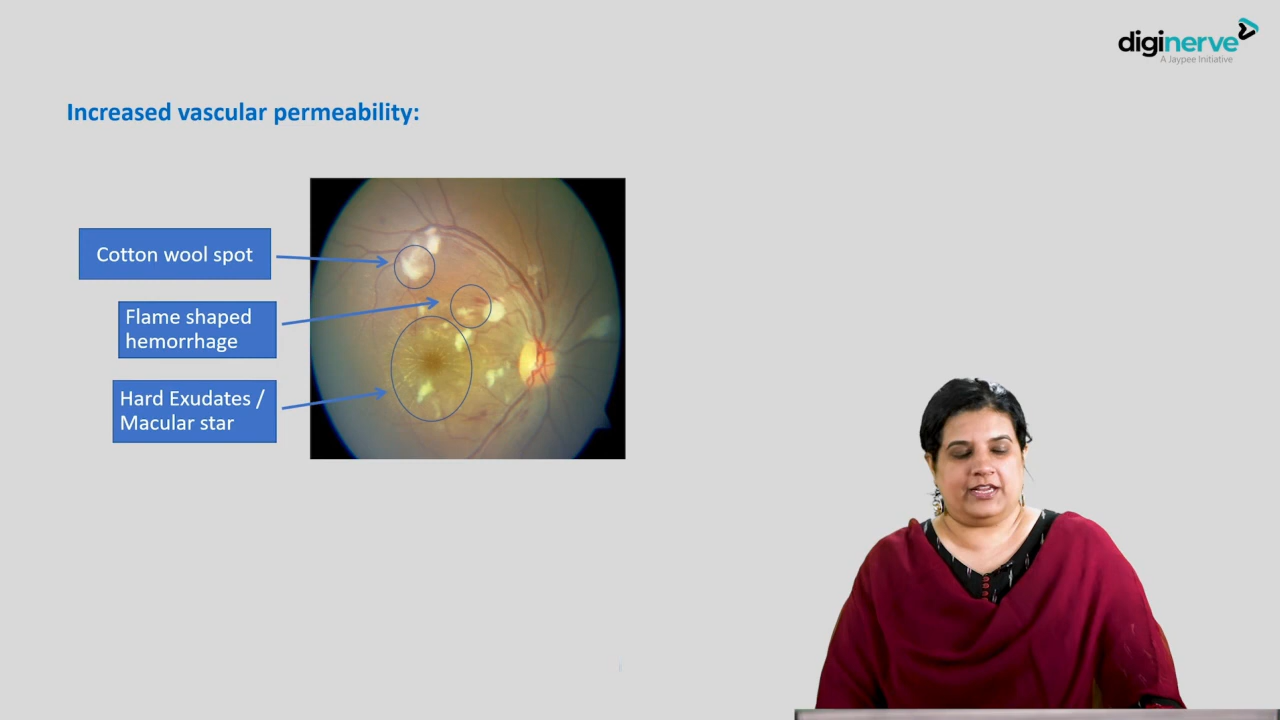 diginerve
A Jaypee Initiative
Increased vascular permeability:
Cotton wool spot
Flame shaped
hemorrhage
Hard Exudates /
Macular star